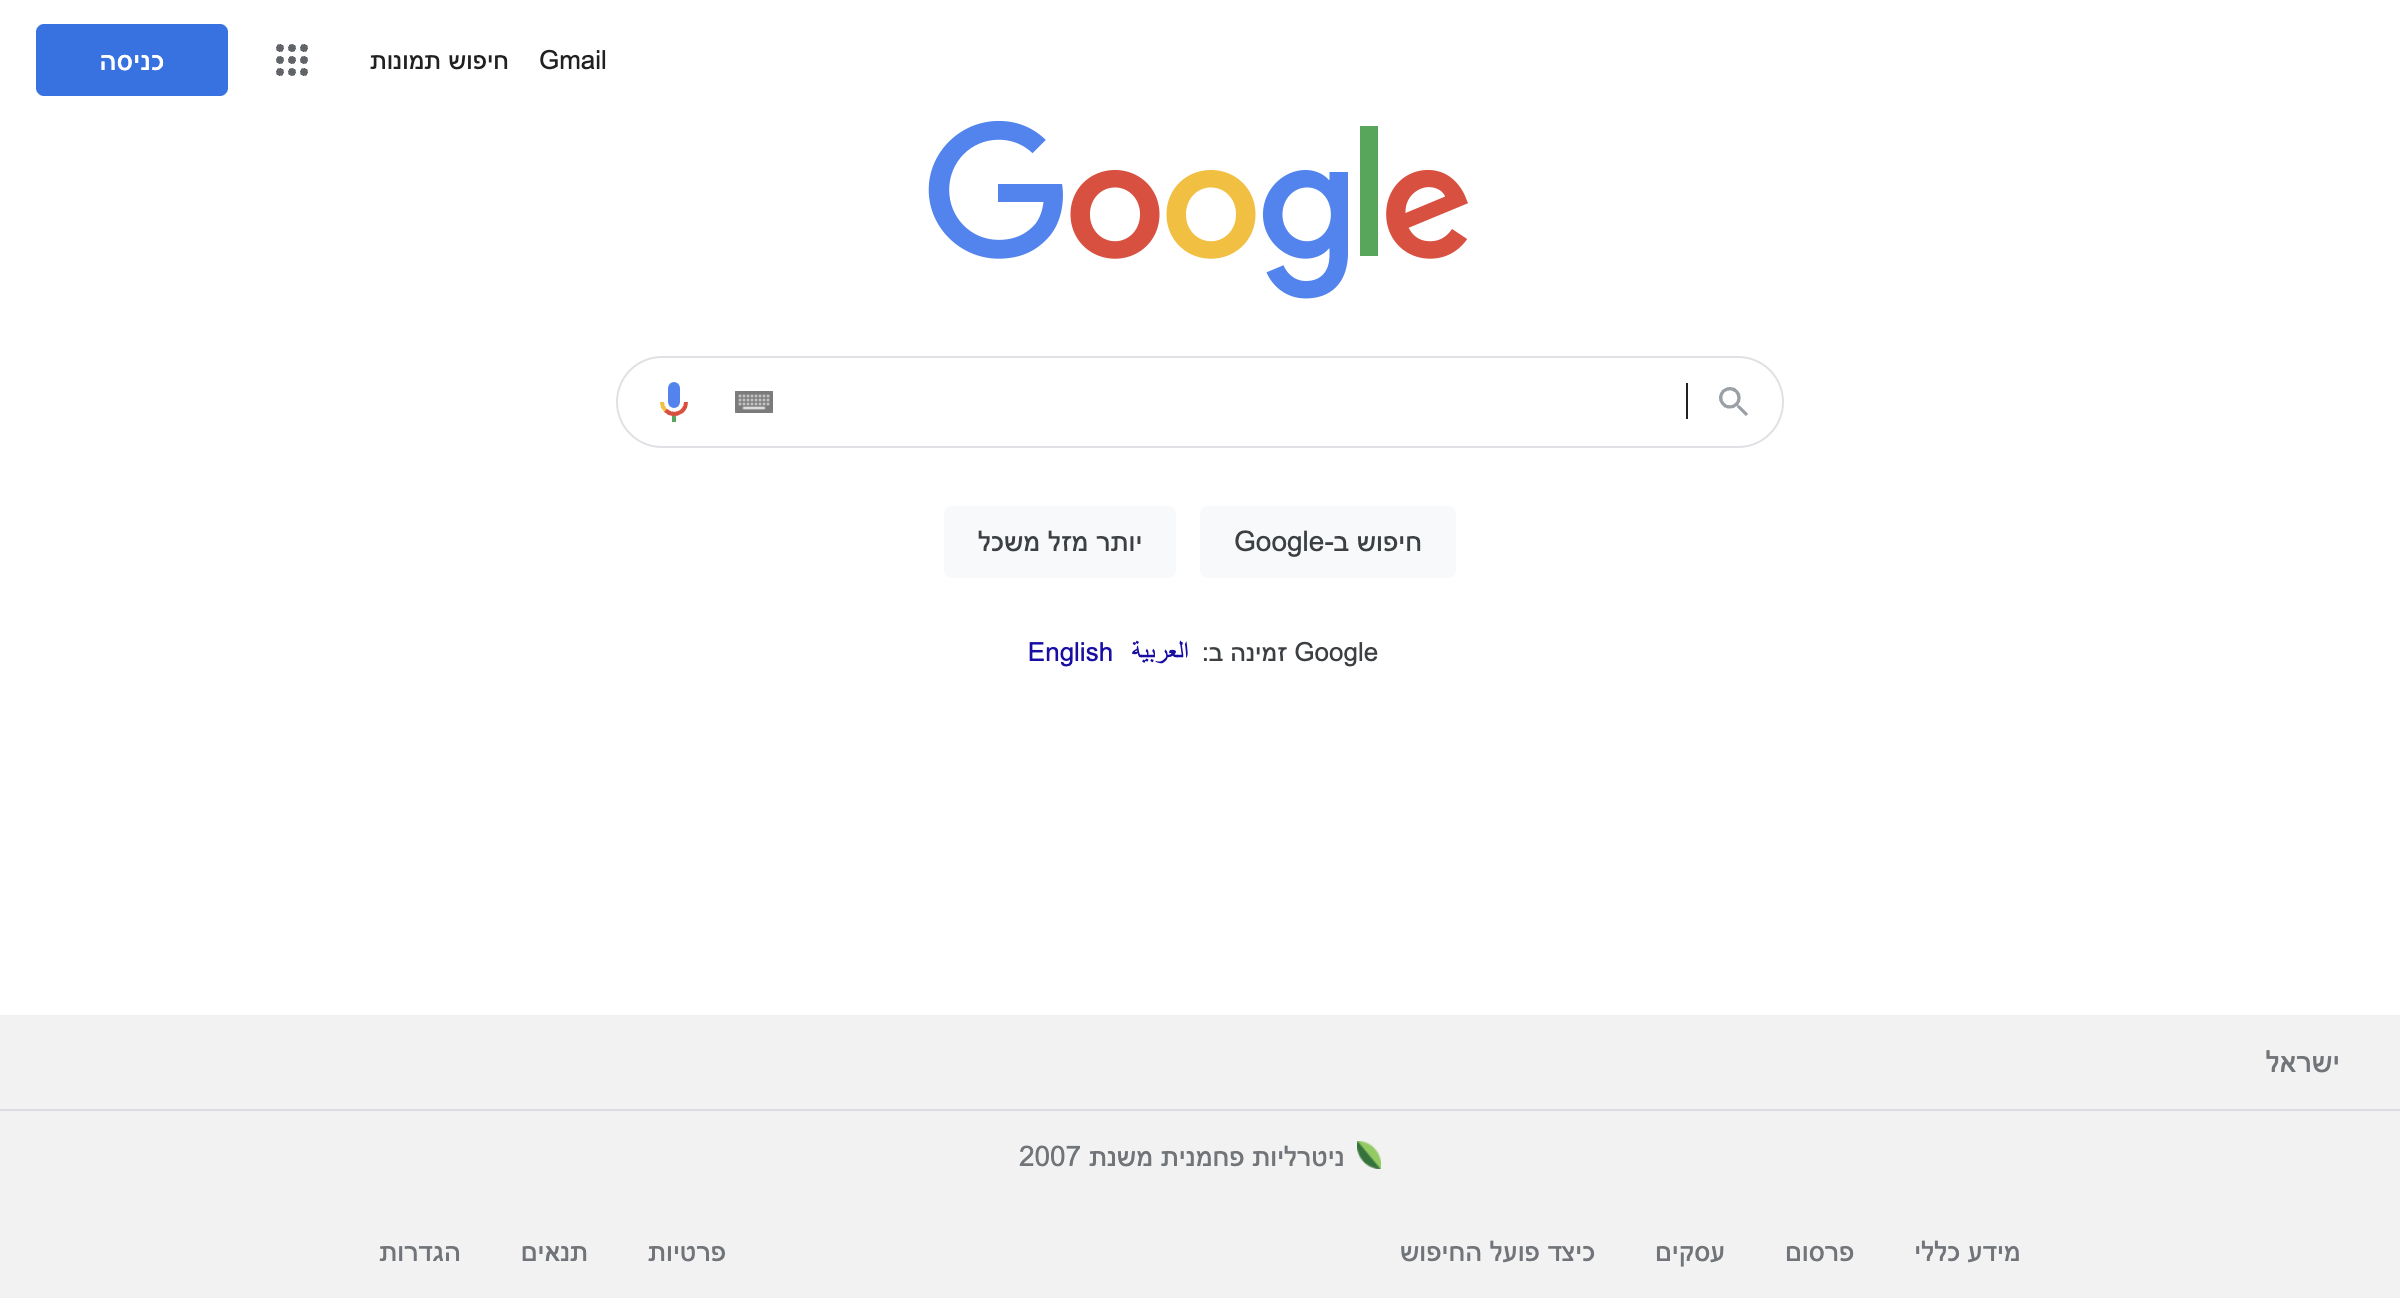 Gmail חיפוש תמונות כניסה
Google
חיפוש ב-Google יותר מזל משכל
Google זמינה ב: العربية English
ישראל
ניטרליות פחמנית משנת 2007
מידע כללי פרסום עסקים כיצד פועל החיפוש פרטיות תנאים הגדרות